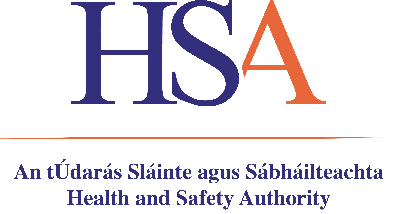 HSA
An tÚdarás Sláinte agus Sábháilteachta
Health and Safety Authority